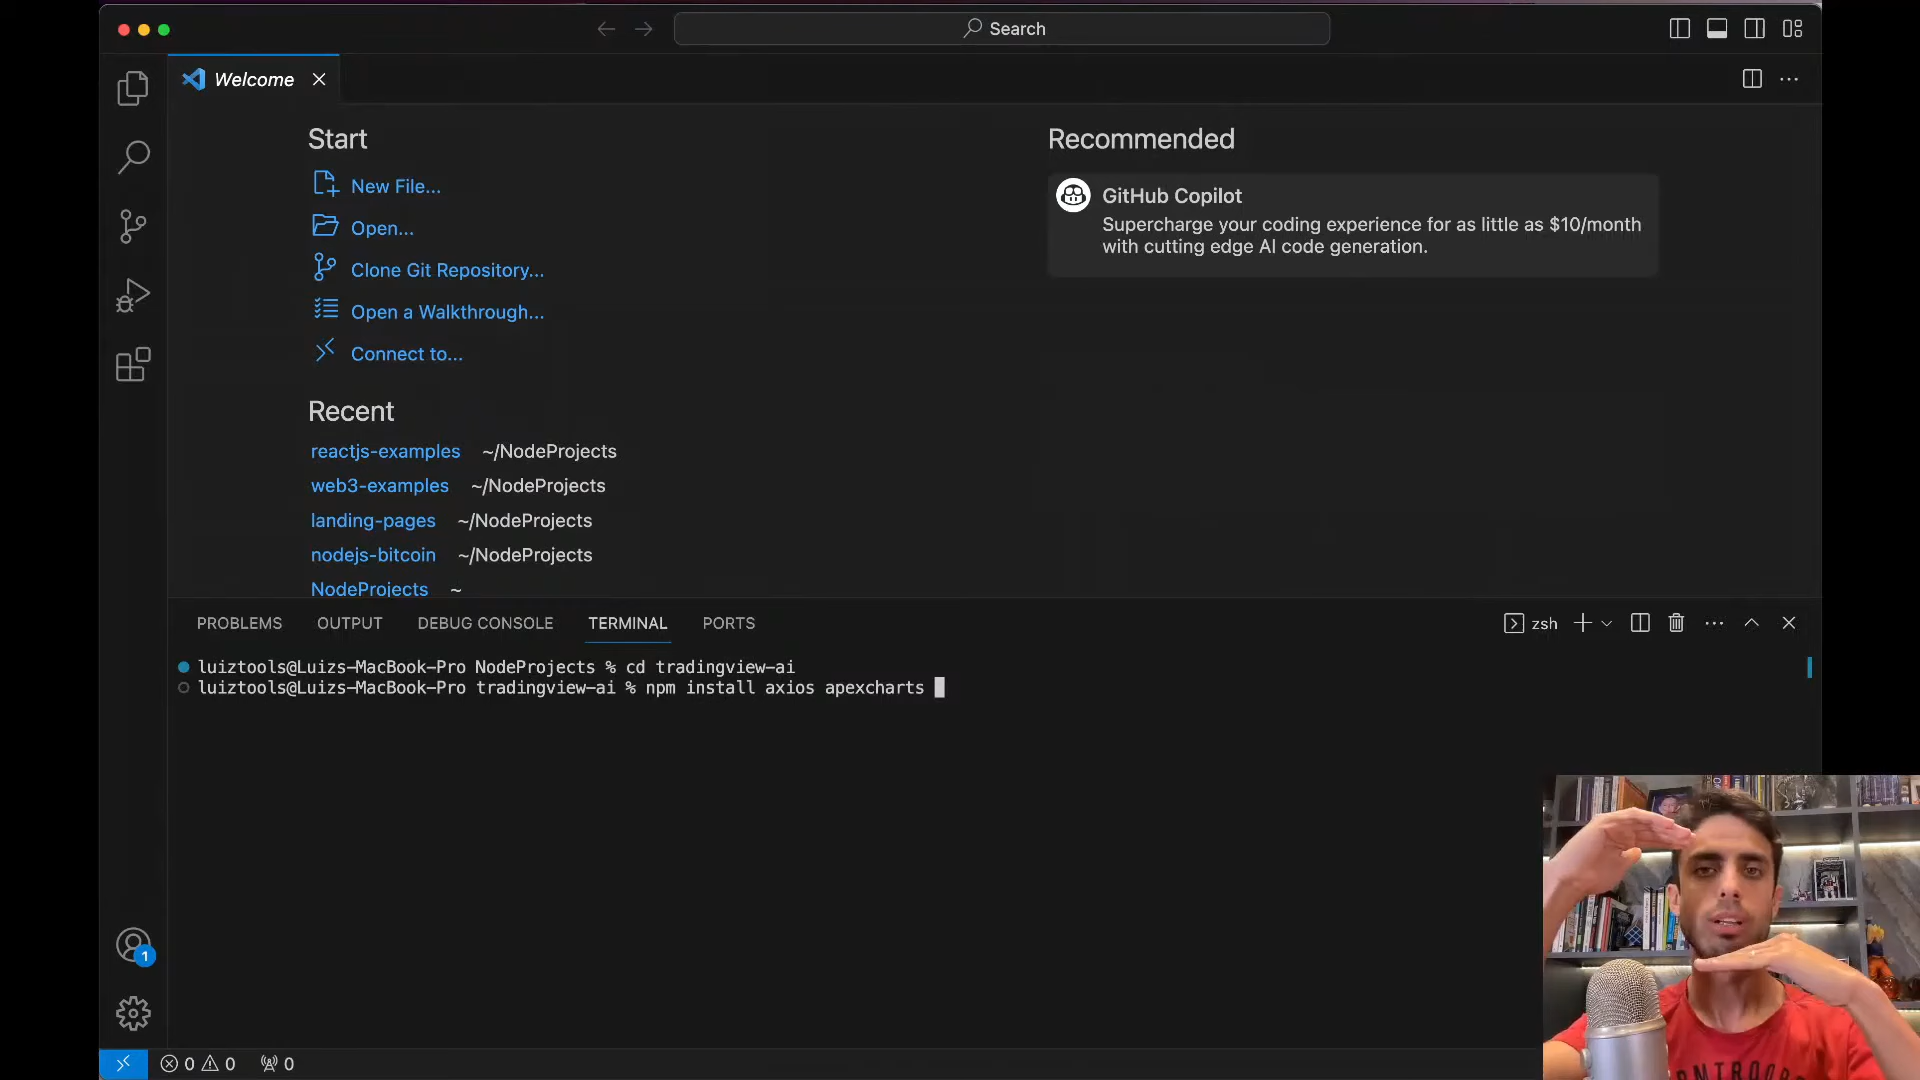 Search
Welcome
Start
New File...
Open...
Clone Git Repository...
Open a Walkthrough...
Connect to...
Recent
reactjs-examples ~/NodeProjects
web3-examples ~/NodeProjects
landing-pages ~/NodeProjects
nodejs-bitcoin ~/NodeProjects
NodeProjects ~
Recommended
GitHub Copilot
Supercharge your coding experience for as little as $10/month
with cutting edge AI code generation.
PROBLEMS OUTPUT DEBUG CONSOLE TERMINAL PORTS
zsh
luiztools@Luizs-MacBook-Pro NodeProjects % cd tradingview-ai
luiztools@Luizs-MacBook-Pro tradingview-ai % npm install axios apexcharts
1
0 0 0